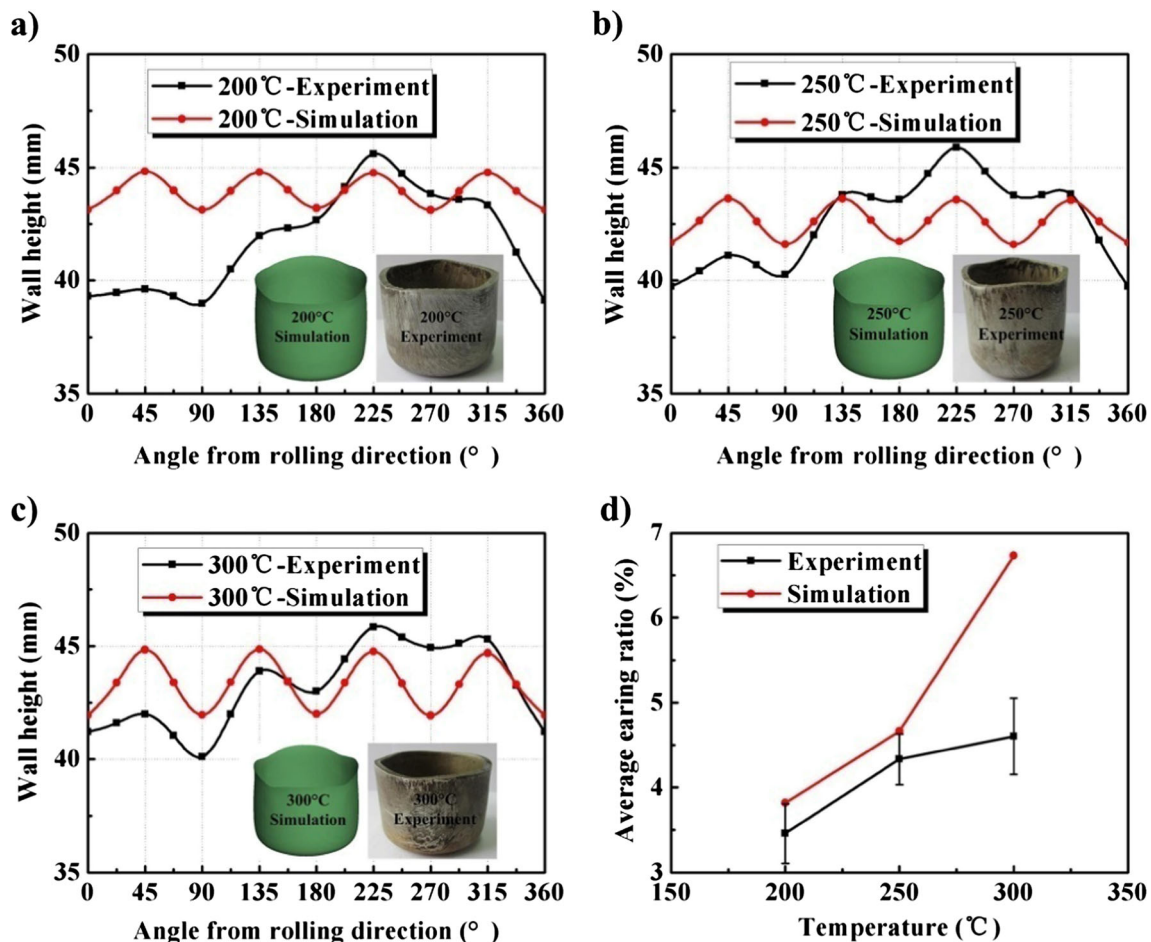 a)
50
45
40
35
Wall height (mm)
200℃-Experiment
200℃-Simulation
200°C
Simulation
200°C
Experiment
0 45 90 135 180 225 270 315 360
Angle from rolling direction (° )
b)
50
45
40
35
Wall height (mm)
250℃-Experiment
250℃-Simulation
250°C
Simulation
250°C
Experiment
0 45 90 135 180 225 270 315 360
Angle from rolling direction (° )
c)
50
45
40
35
Wall height (mm)
300℃-Experiment
300℃-Simulation
300°C
Simulation
300°C
Experiment
0 45 90 135 180 225 270 315 360
Angle from rolling direction (° )
d)
7
6
5
4
3
Average earing ratio (%)
Experiment
Simulation
150 200 250 300 350
Temperature (℃)